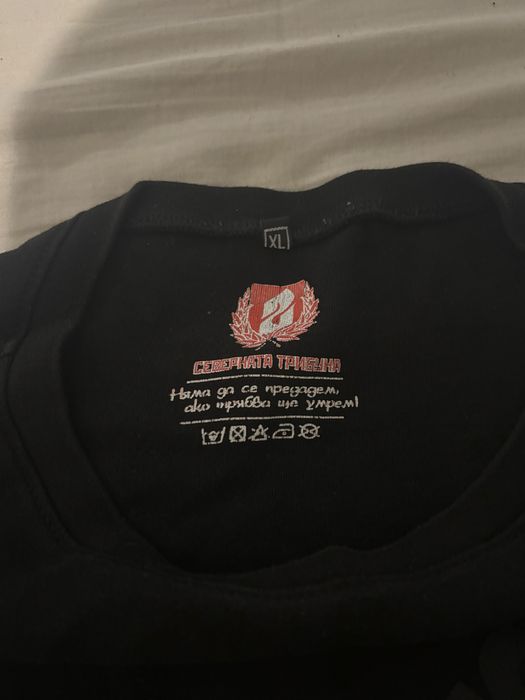 XL
СЕВЕРНАТА ТРИБУНА
Няма да се предадем,
ако трябва ще умрем!